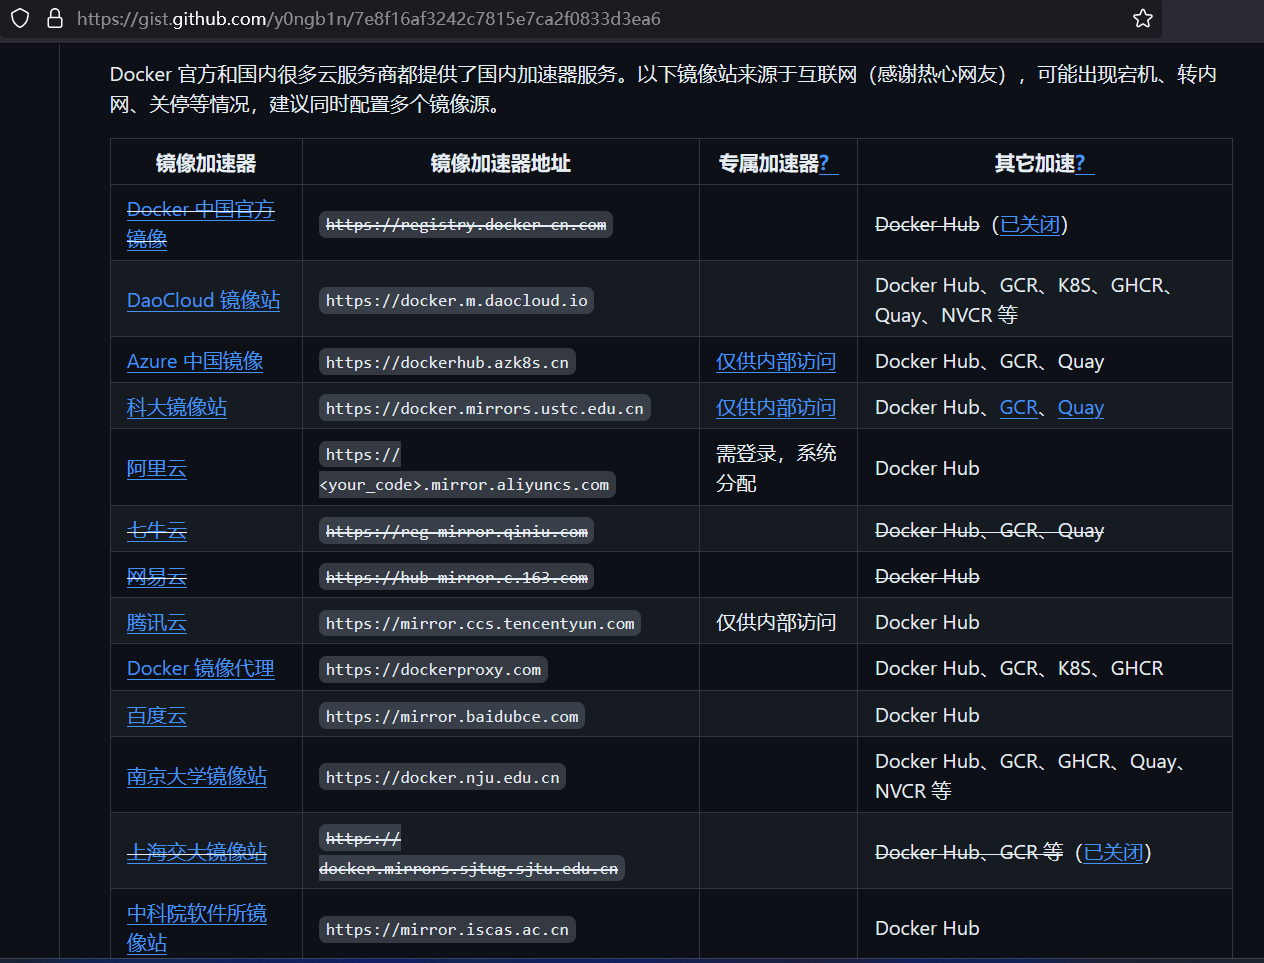 https://gist.github.com/y0ngb1n/7e8f16af3242c7815e7ca2f0833d3ea6
Docker 官方和国内很多云服务商都提供了国内加速器服务。以下镜像站来源于互联网（感谢热心网友），可能出现宕机、转内
网、关停等情况，建议同时配置多个镜像源。
镜像加速器 镜像加速器地址 专属加速器? 其它加速?
Docker 中国官方
镜像
https://registry.docker-cn.com
Docker Hub（已关闭）
DaoCloud 镜像站
https://docker.m.daocloud.io
Docker Hub、GCR、K8S、GHCR、
Quay、NVCR 等
Azure 中国镜像 https://dockerhub.azk8s.cn 仅供内部访问 Docker Hub、GCR、Quay
科大镜像站 https://docker.mirrors.ustc.edu.cn 仅供内部访问 Docker Hub、GCR、Quay
阿里云
https://
<your_code>.mirror.aliyuncs.com
需登录，系统
分配
Docker Hub
七牛云 https://reg-mirror.qiniu.com Docker Hub、GCR、Quay
网易云 https://hub-mirror.c.163.com Docker Hub
腾讯云 https://mirror.ccs.tencentyun.com 仅供内部访问 Docker Hub
Docker 镜像代理 https://dockerproxy.com Docker Hub、GCR、K8S、GHCR
百度云 https://mirror.baidubce.com Docker Hub
南京大学镜像站
https://docker.nju.edu.cn
Docker Hub、GCR、GHCR、Quay、
NVCR 等
上海交大镜像站
https://
docker.mirrors.sjtug.sjtu.edu.cn
Docker Hub、GCR 等（已关闭）
中科院软件所镜
像站
https://mirror.iscas.ac.cn
Docker Hub